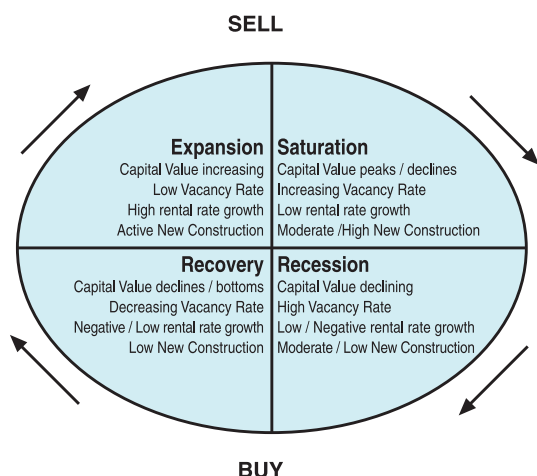 SELL
Expansion
Capital Value increasing
Low Vacancy Rate
High rental rate growth
Active New Construction
Saturation
Capital Value peaks / declines
Increasing Vacancy Rate
Low rental rate growth
Moderate /High New Construction
Recovery
Capital Value declines / bottoms
Decreasing Vacancy Rate
Negative / Low rental rate growth
Low New Construction
Recession
Capital Value declining
High Vacancy Rate
Low / Negative rental rate growth
Moderate / Low New Construction
BUY